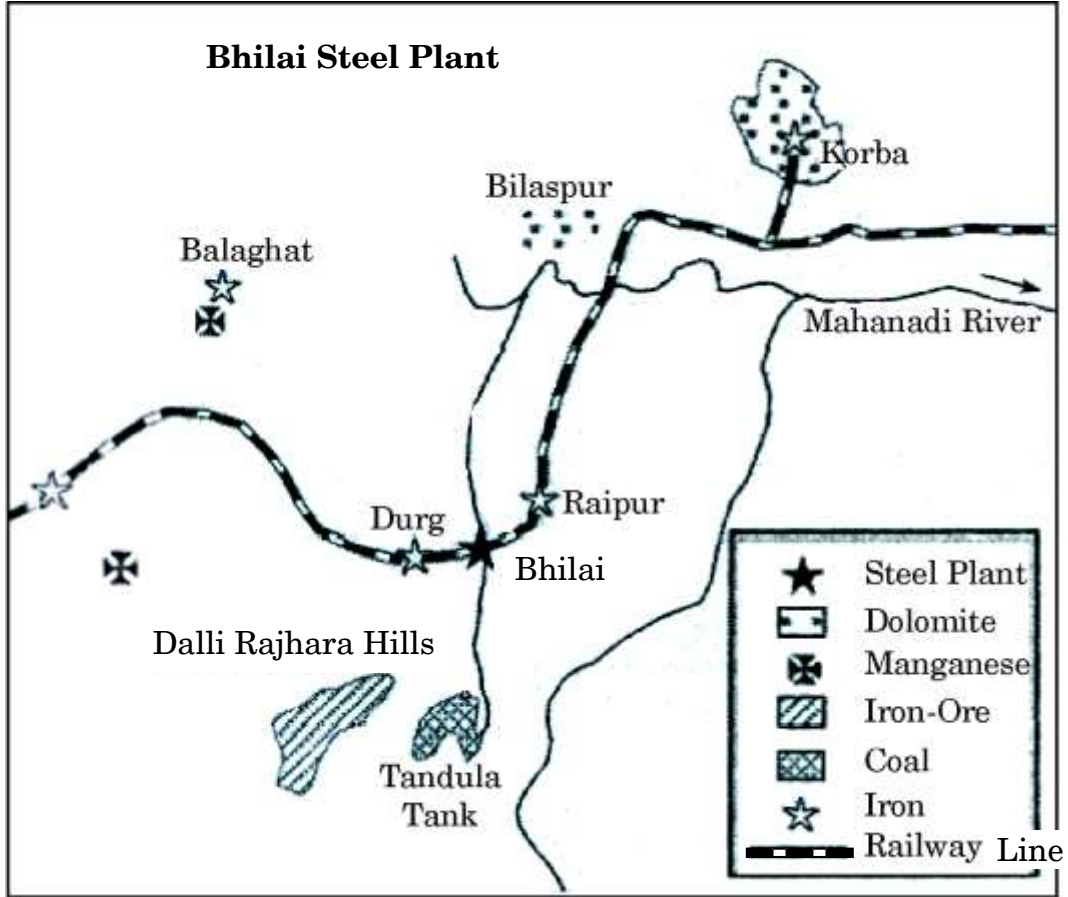 Bhilai Steel Plant
Korba
Bilaspur
Balaghat
Mahanadi River
Raipur
Durg
Bhilai
Dalli Rajhara Hills
Tandula
Tank
Steel Plant
Dolomite
Manganese
Iron-Ore
Coal
Iron
Railway Line